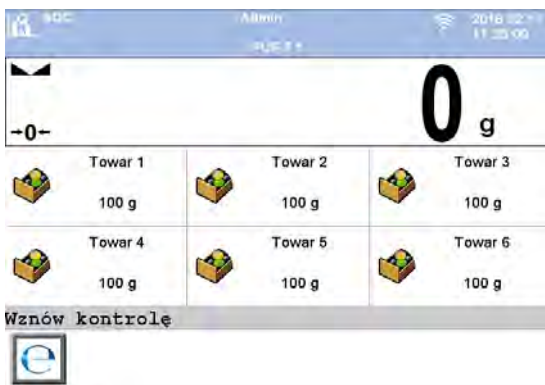 SQC Admin
→0← 0 g
Towar 1 Towar 2 Towar 3
100 g 100 g 100 g
Towar 4 Towar 5 Towar 6
100 g 100 g 100 g
Wznów kontrolę
e